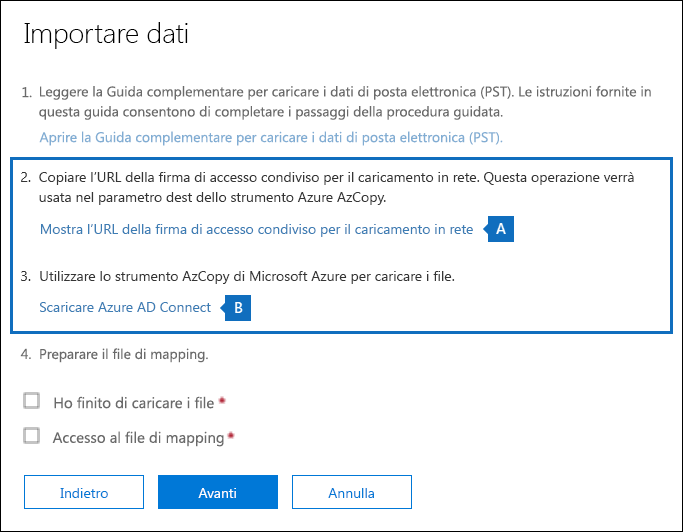 Importare dati
1. Leggere la Guida complementare per caricare i dati di posta elettronica (PST). Le istruzioni fornite in
questa guida consentono di completare i passaggi della procedura guidata.
Aprire la Guida complementare per caricare i dati di posta elettronica (PST).
2. Copiare l'URL della firma di accesso condiviso per il caricamento in rete. Questa operazione verrà
usata nel parametro dest dello strumento Azure AzCopy.
Mostra l'URL della firma di accesso condiviso per il caricamento in rete A
3. Utilizzare lo strumento AzCopy di Microsoft Azure per caricare i file.
Scaricare Azure AD Connect B
4. Preparare il file di mapping.
Ho finito di caricare i file *
Accesso al file di mapping *
Indietro Avanti Annulla